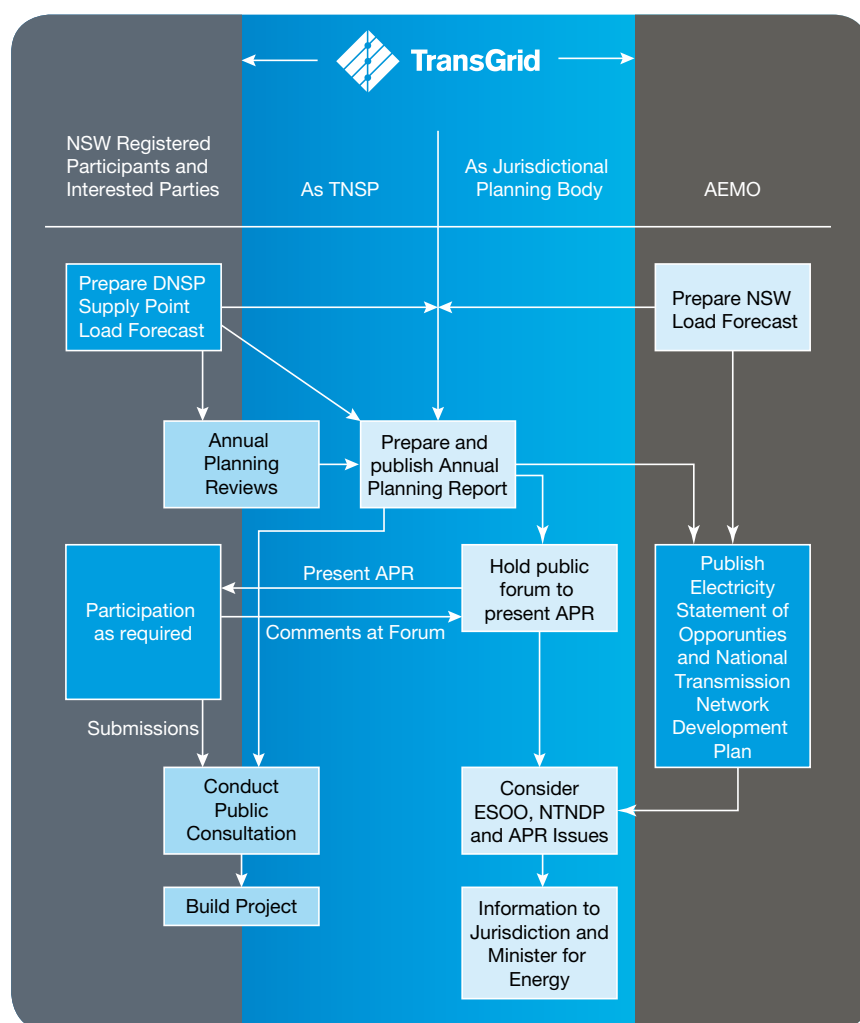 TransGrid
NSW Registered
Participants and
Interested Parties
As TNSP
As Jurisdictional
Planning Body
AEMO
Prepare DNSP
Supply Point
Load Forecast
Prepare NSW
Load Forecast
Annual
Planning
Reviews
Prepare and
publish Annual
Planning Report
Present APR
Hold public
forum to
present APR
Participation
as required
Comments at Forum
Publish
Electricity
Statement of
Opporunties
and National
Transmission
Network
Development
Plan
Submissions
Conduct
Public
Consultation
Consider
ESOO, NTNDP
and APR Issues
Build Project
Information to
Jurisdiction and
Minister for
Energy